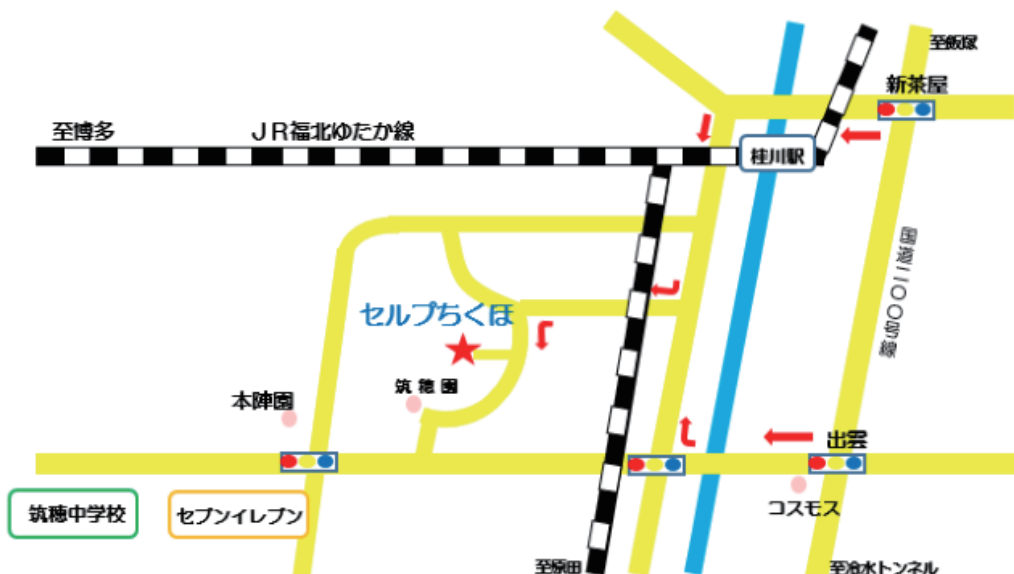 至飯塚
新茶屋
至博多
JR福北ゆたか線
桂川駅
国道二〇〇号線
セルプちくほ
筑穂園
本陣園
出雲
コスモス
筑穂中学校
セブンイレブン
至原田
至冷水トンネル